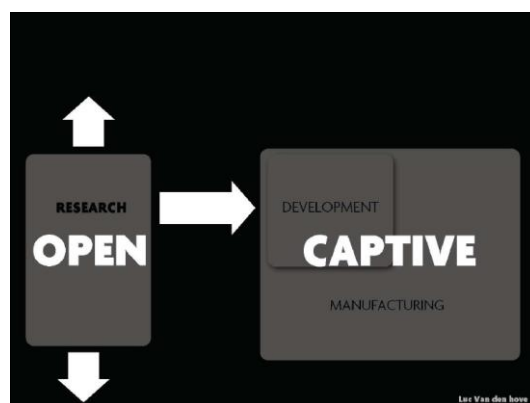 RESEARCH
OPEN
DEVELOPMENT
CAPTIVE
MANUFACTURING
Luc Van den hove